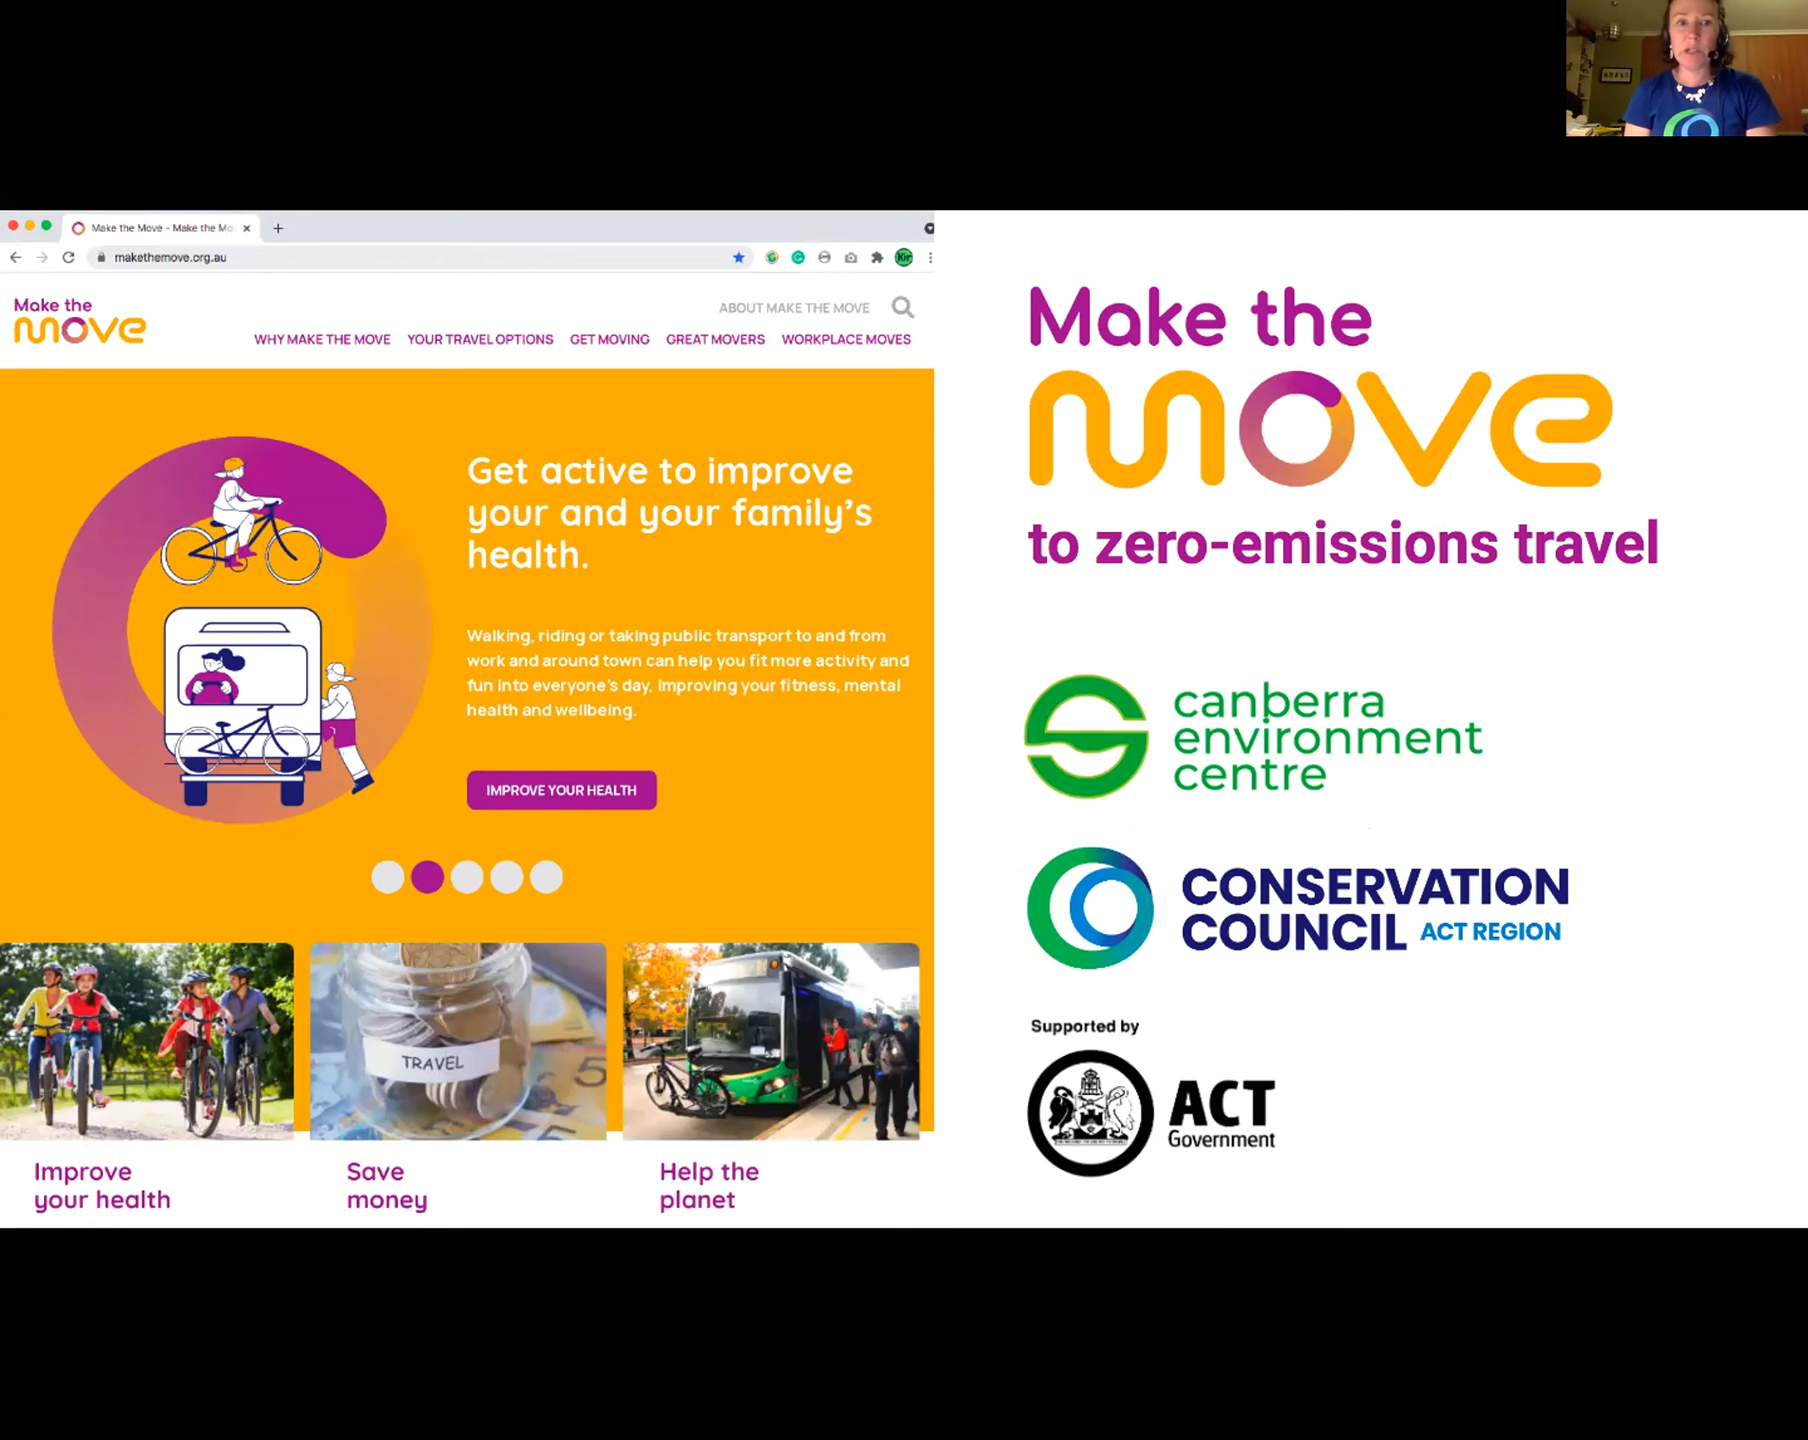 Make the Move - Make the Mo
makethemove.org.au
Kir
Make the
move
ABOUT MAKE THE MOVE
WHY MAKE THE MOVE
YOUR TRAVEL OPTIONS
GET MOVING
GREAT MOVERS
WORKPLACE MOVES
Get active to improve
your and your family's
health.
Walking, riding or taking public transport to and from
work and around town can help you fit more activity and
fun into everyone's day, improving your fitness, mental
health and wellbeing.
IMPROVE YOUR HEALTH
TRAVEL
5
Improve
your health
Save
money
Help the
planet
Make the
move
to zero-emissions travel
canberra
environment
centre
CONSERVATION
COUNCIL ACT REGION
Supported by
ACT
Government